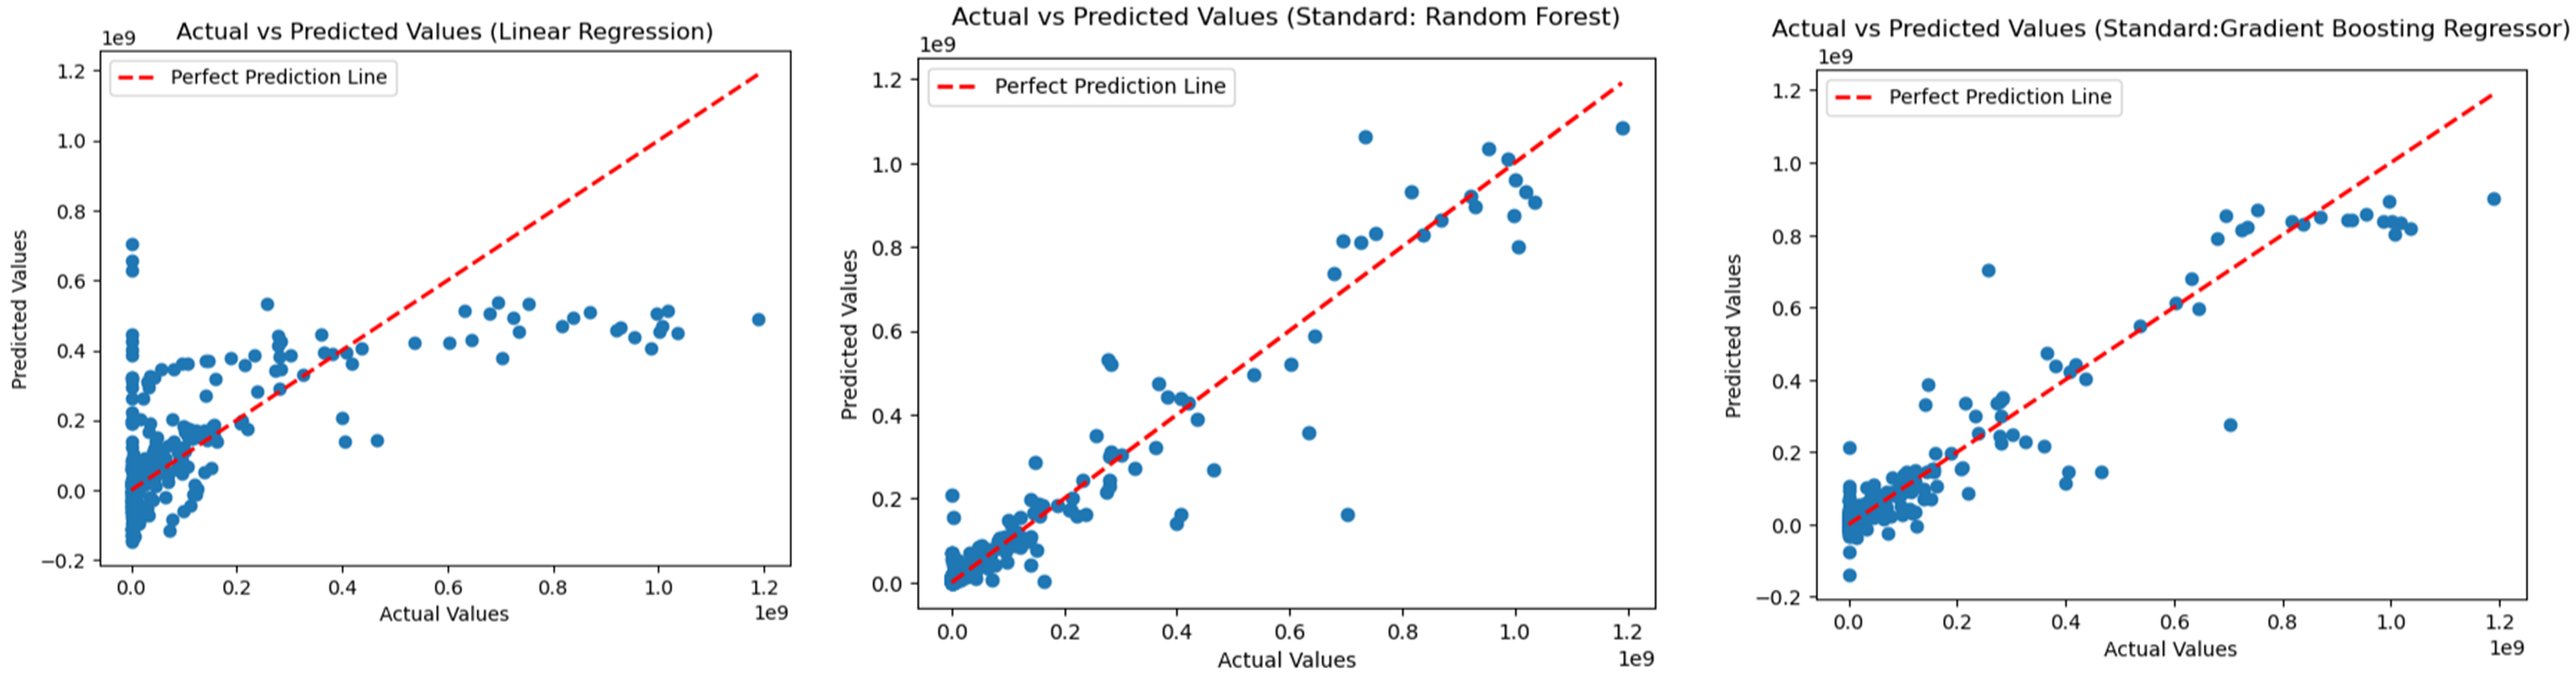 Actual vs Predicted Values (Linear Regression)
1e9
Perfect Prediction Line
1.2
1.0
0.8
0.6
0.4
0.2
0.0
−0.2
Predicted Values
0.0 0.2 0.4 0.6 0.8 1.0 1.2
1e9
Actual Values
Actual vs Predicted Values (Standard: Random Forest)
1e9
Perfect Prediction Line
1.2
1.0
0.8
0.6
0.4
0.2
0.0
Predicted Values
0.0 0.2 0.4 0.6 0.8 1.0 1.2
1e9
Actual Values
Actual vs Predicted Values (Standard:Gradient Boosting Regressor)
1e9
Perfect Prediction Line
1.2
1.0
0.8
0.6
0.4
0.2
0.0
−0.2
Predicted Values
0.0 0.2 0.4 0.6 0.8 1.0 1.2
1e9
Actual Values